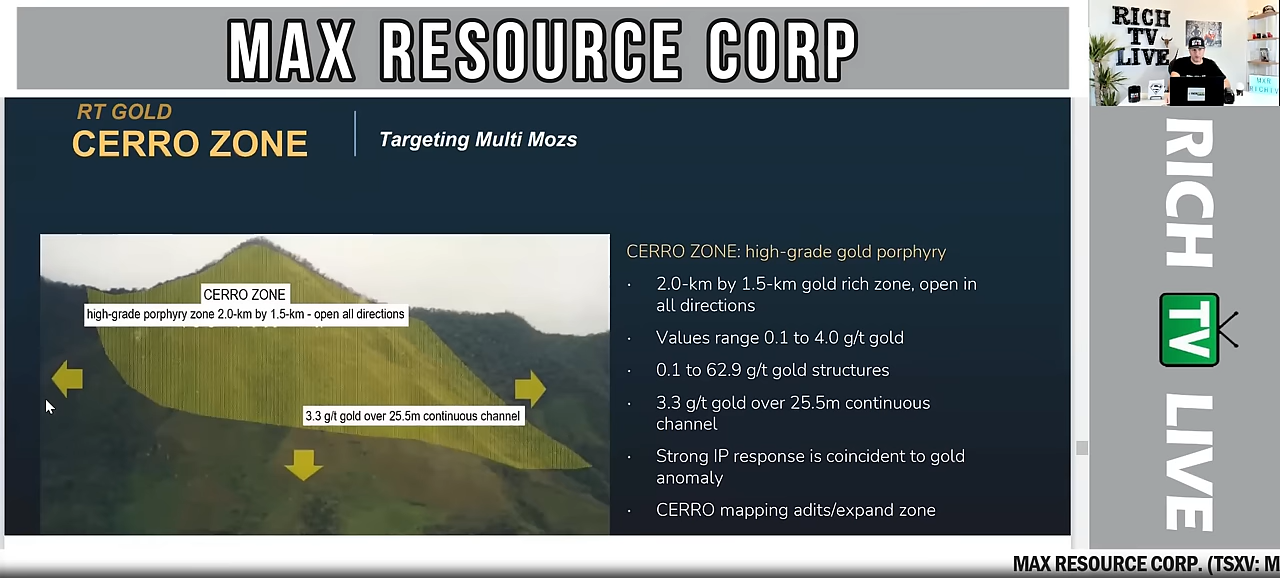 MAX RESOURCE CORP
RICH
TV
LIVE
RT GOLD
CERRO ZONE
Targeting Multi Mozs
CERRO ZONE
high-grade porphyry zone 2.0-km by 1.5-km - open all directions
3.3 g/t gold over 25.5m continuous channel
CERRO ZONE: high-grade gold porphyry
· 2.0-km by 1.5-km gold rich zone, open in
all directions
· Values range 0.1 to 4.0 g/t gold
· 0.1 to 62.9 g/t gold structures
· 3.3 g/t gold over 25.5m continuous
channel
· Strong IP response is coincident to gold
anomaly
· CERRO mapping adits/expand zone
RICH
TV
LIVE
MAX RESOURCE CORP. (TSXV: M